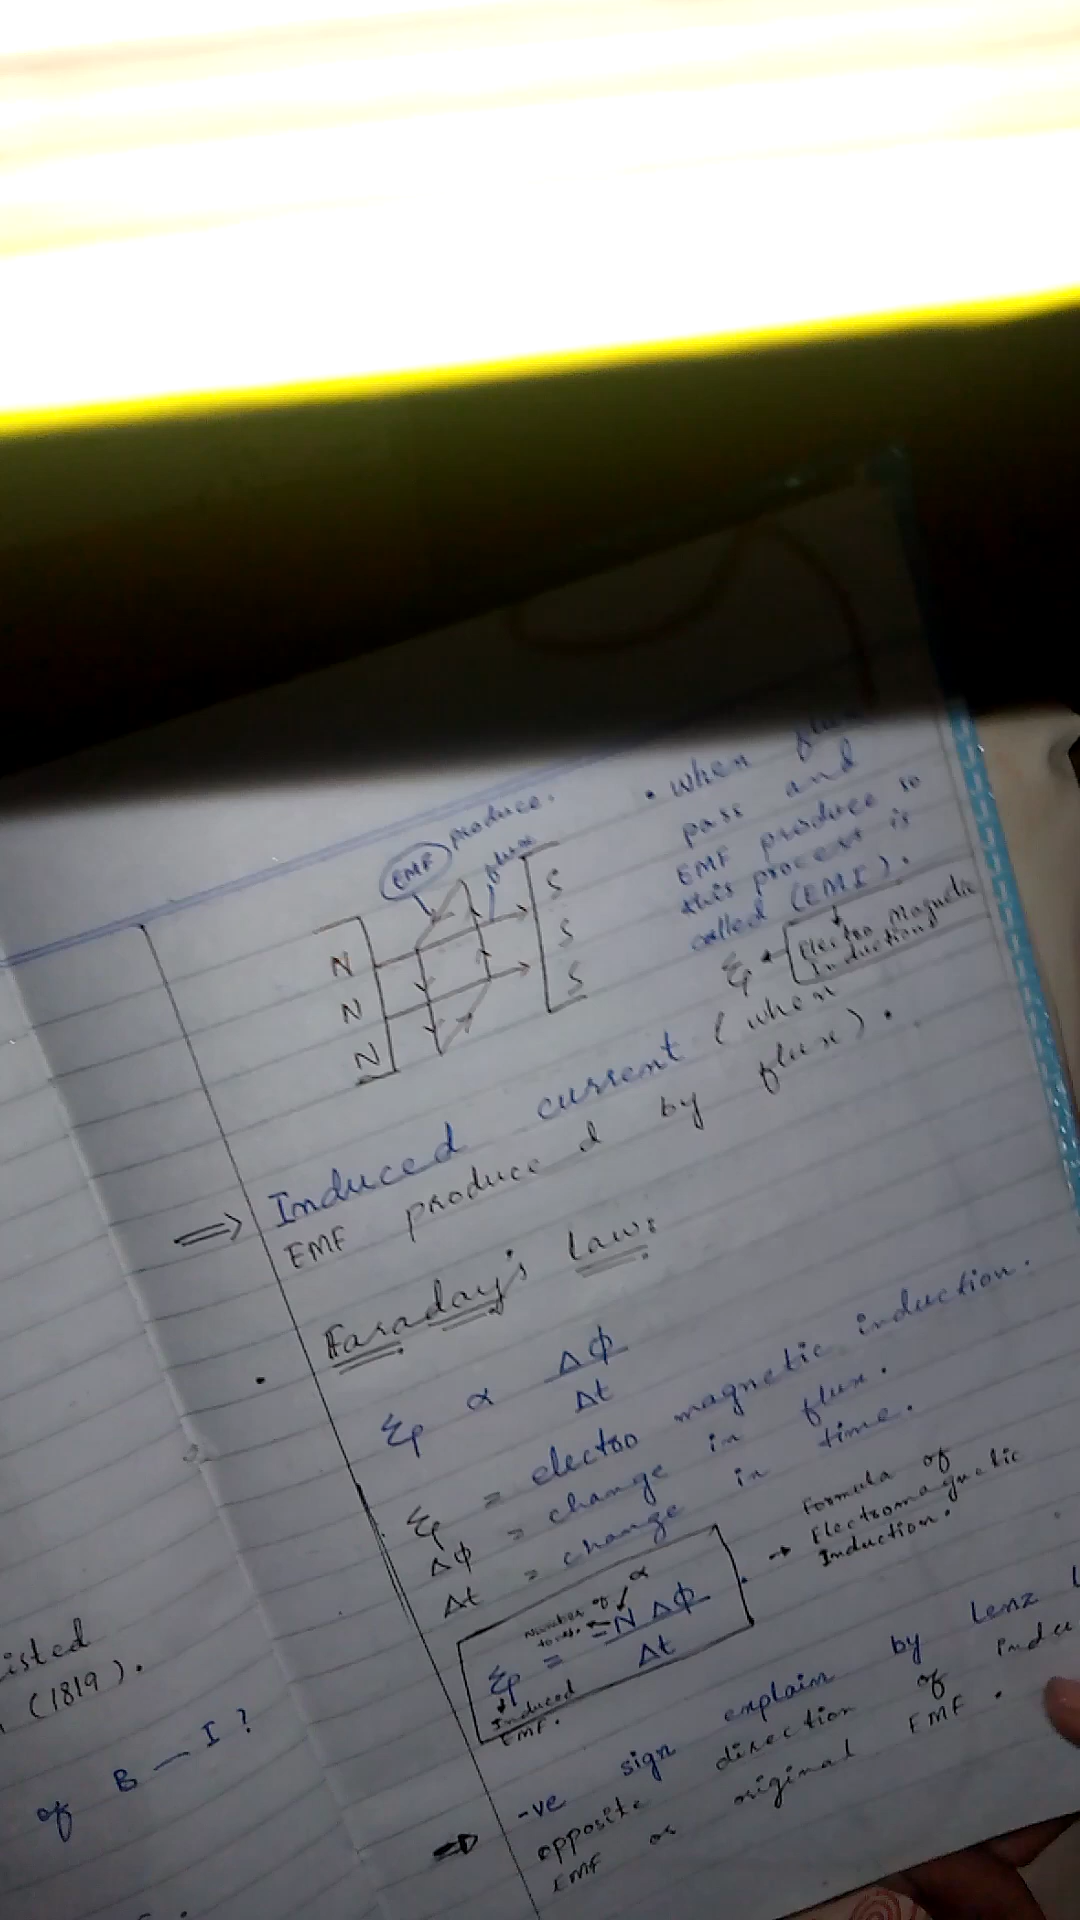 EMF produce.
flux
N
N
N
S
S
S
• When flux
pass and
EMF produce so
this process is
called (EMI).
Electro Magnetic
Induction
Induced current (when
EMF produced by flux).
Faraday's law:
ξ ∝ Δφ
Δt
ξ = electro magnetic induction.
Δφ = change in flux.
Δt = change in time.
Number of
turns
∝
ξ = -N Δφ
Δt
Induced
EMF.
→ Formula of
Electromagnetic
Induction.
-ve sign explain by Lenz
opposite direction of
EMF or original EMF.
(1819).
of B — I ?